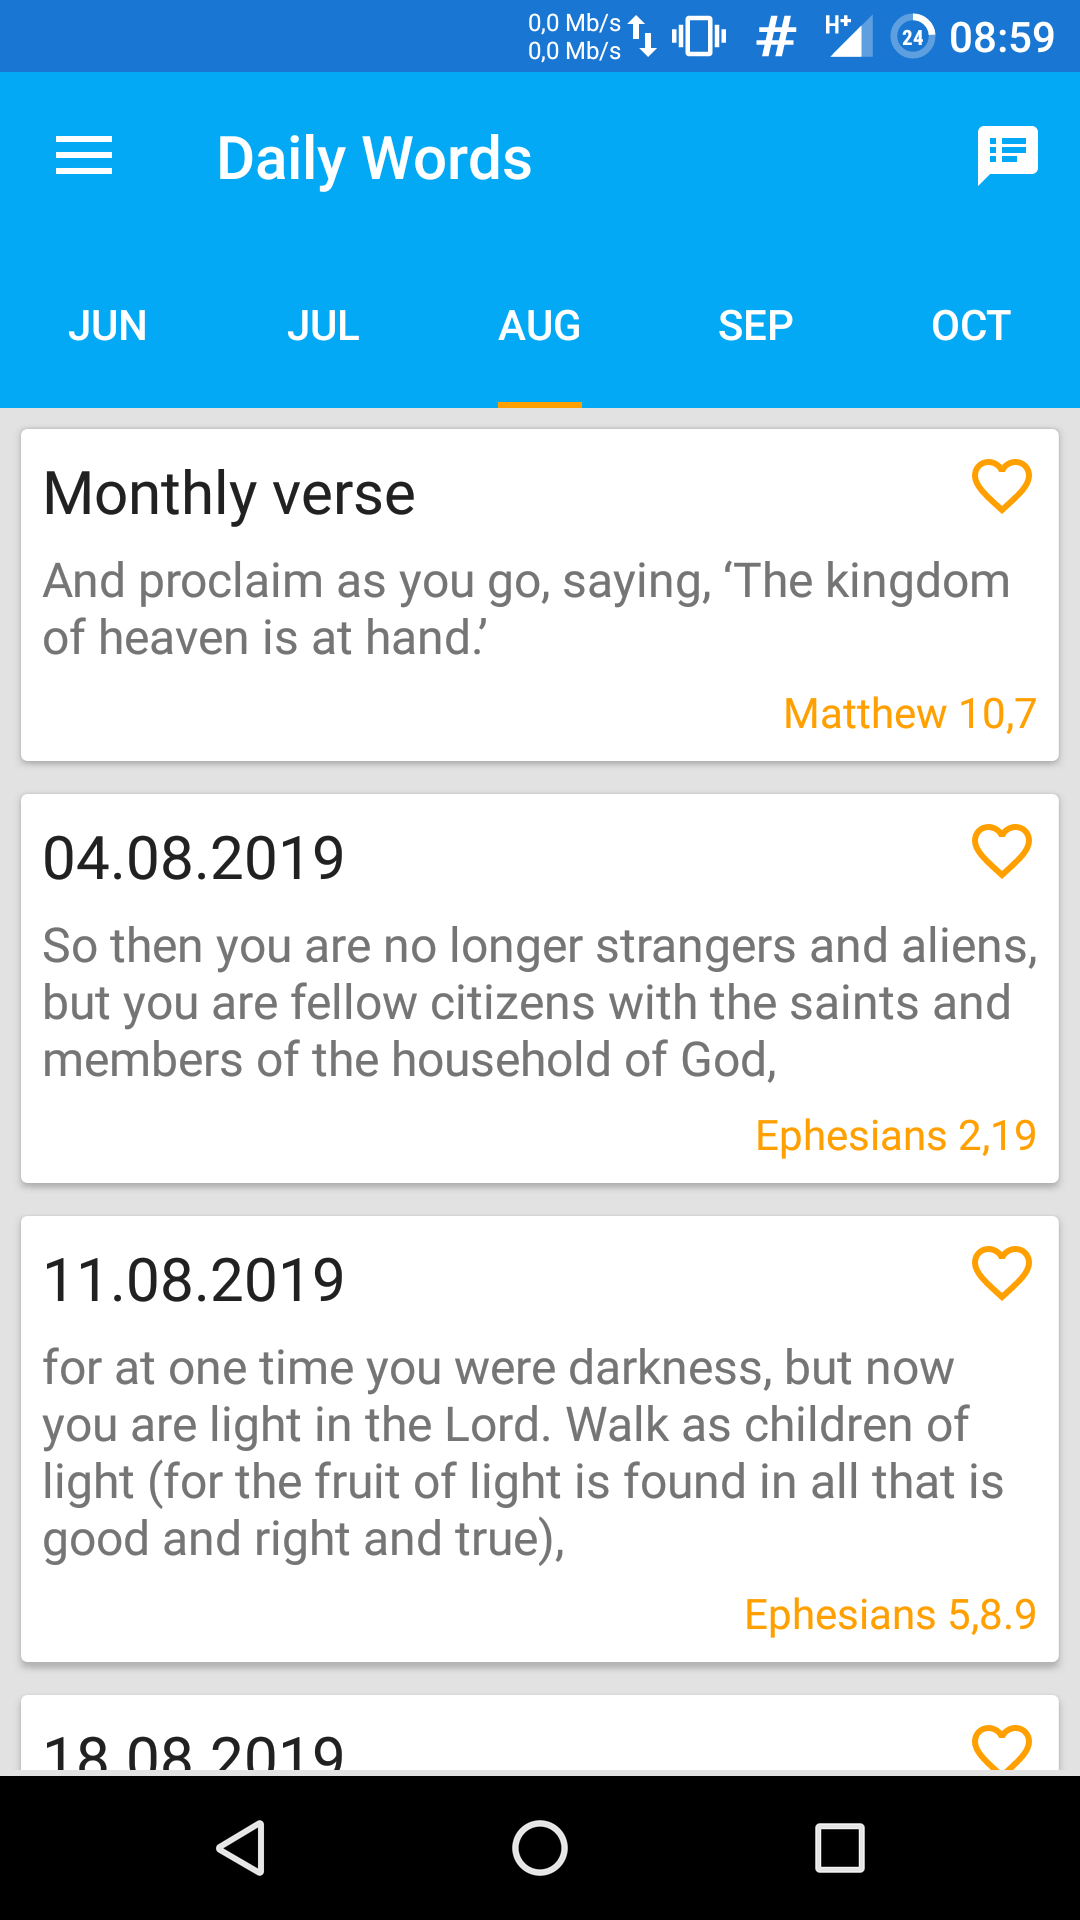 0,0 Mb/s
0,0 Mb/s
H+
24
08:59
Daily Words
JUN JUL AUG SEP OCT
Monthly verse
And proclaim as you go, saying, ‘The kingdom
of heaven is at hand.’
Matthew 10,7
04.08.2019
So then you are no longer strangers and aliens,
but you are fellow citizens with the saints and
members of the household of God,
Ephesians 2,19
11.08.2019
for at one time you were darkness, but now
you are light in the Lord. Walk as children of
light (for the fruit of light is found in all that is
good and right and true),
Ephesians 5,8.9
18.08.2019